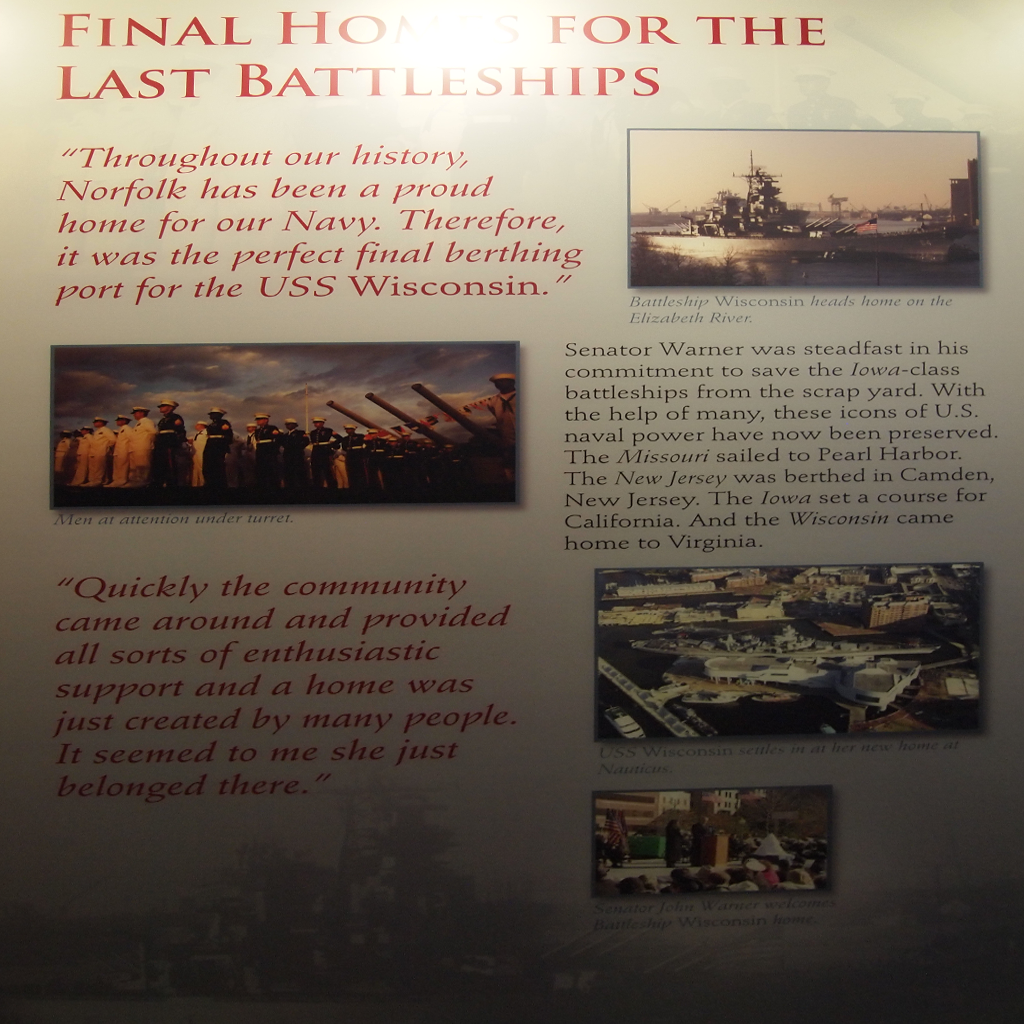 FINAL HOMES FOR THE
LAST BATTLESHIPS
“Throughout our history,
Norfolk has been a proud
home for our Navy. Therefore,
it was the perfect final berthing
port for the USS Wisconsin.”
Battleship Wisconsin heads home on the
Elizabeth River.
Men at attention under turret.
Senator Warner was steadfast in his
commitment to save the Iowa-class
battleships from the scrap yard. With
the help of many, these icons of U.S.
naval power have now been preserved.
The Missouri sailed to Pearl Harbor.
The New Jersey was berthed in Camden,
New Jersey. The Iowa set a course for
California. And the Wisconsin came
home to Virginia.
“Quickly the community
came around and provided
all sorts of enthusiastic
support and a home was
just created by many people.
It seemed to me she just
belonged there.”
USS Wisconsin settles in at her new home at
Nauticus.
Senator John Warner welcomes
Battleship Wisconsin home.